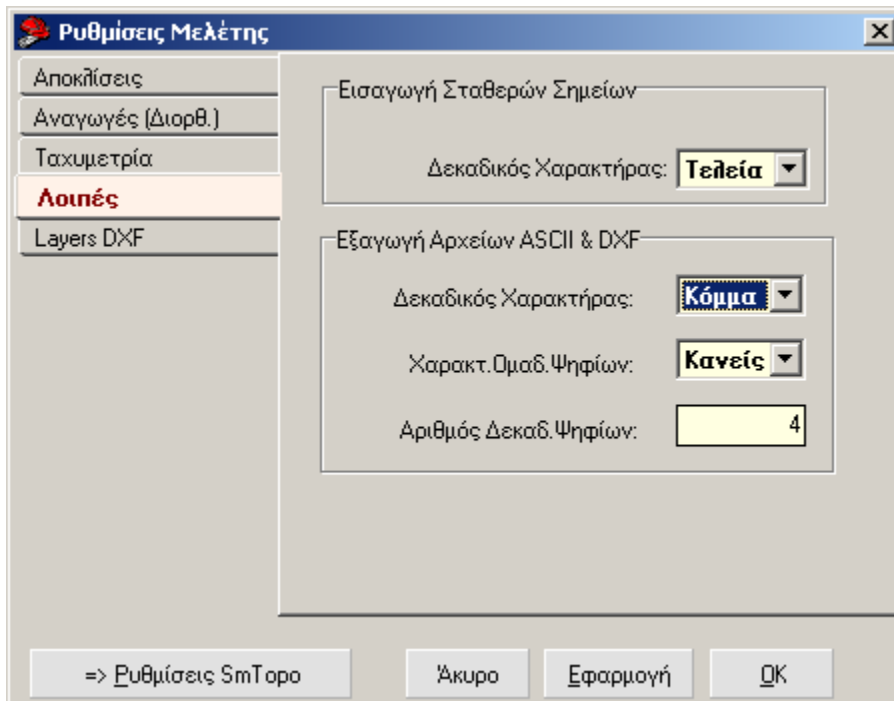 Ρυθμίσεις Μελέτης
Αποκλίσεις
Αναγωγές (Διορθ.)
Ταχυμετρία
Λοιπές
Layers DXF
Εισαγωγή Σταθερών Σημείων
Δεκαδικός Χαρακτήρας: Τελεία
Εξαγωγή Αρχείων ASCII & DXF
Δεκαδικός Χαρακτήρας: Κόμμα
Χαρακτ.Ομαδ.Ψηφίων: Κανείς
Αριθμός Δεκαδ.Ψηφίων: 4
=> Ρυθμίσεις SmTopo Άκυρο Εφαρμογή OK